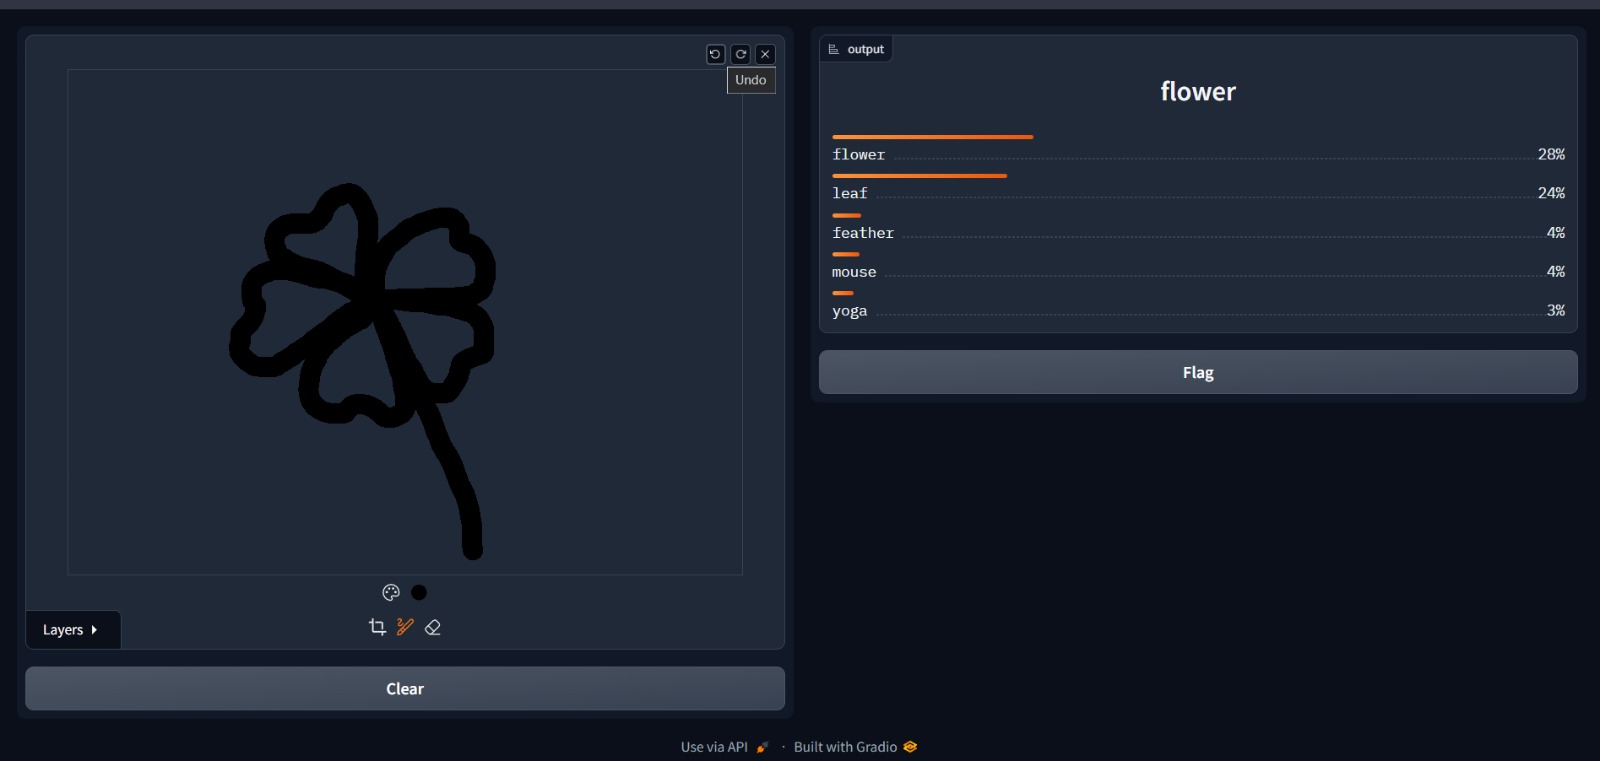 Undo
Layers
Clear
output
flower
flower 28%
leaf 24%
feather 4%
mouse 4%
yoga 3%
Flag
Use via API · Built with Gradio